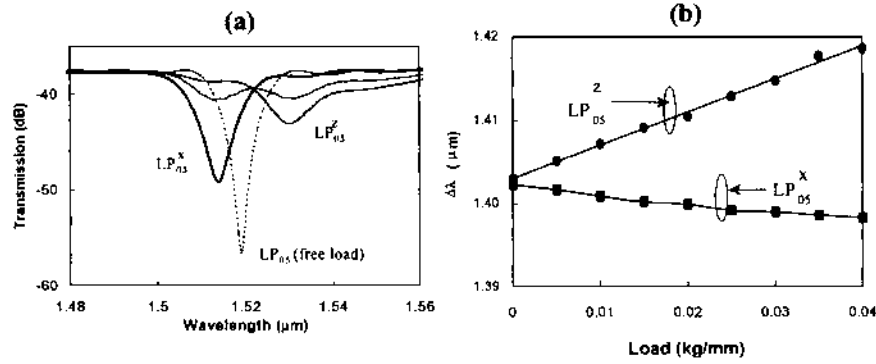 (a)
Transmission (dB)
-40
-50
-60
LP₀₅ˣ
LP₀₅ᶻ
LP₀₅ (free load)
1.48
1.5
1.52
1.54
1.56
Wavelength (μm)
(b)
Δλ (μm)
1.42
1.41
1.40
1.39
LP₀₅ᶻ
LP₀₅ˣ
0
0.01
0.02
0.03
0.04
Load (kg/mm)